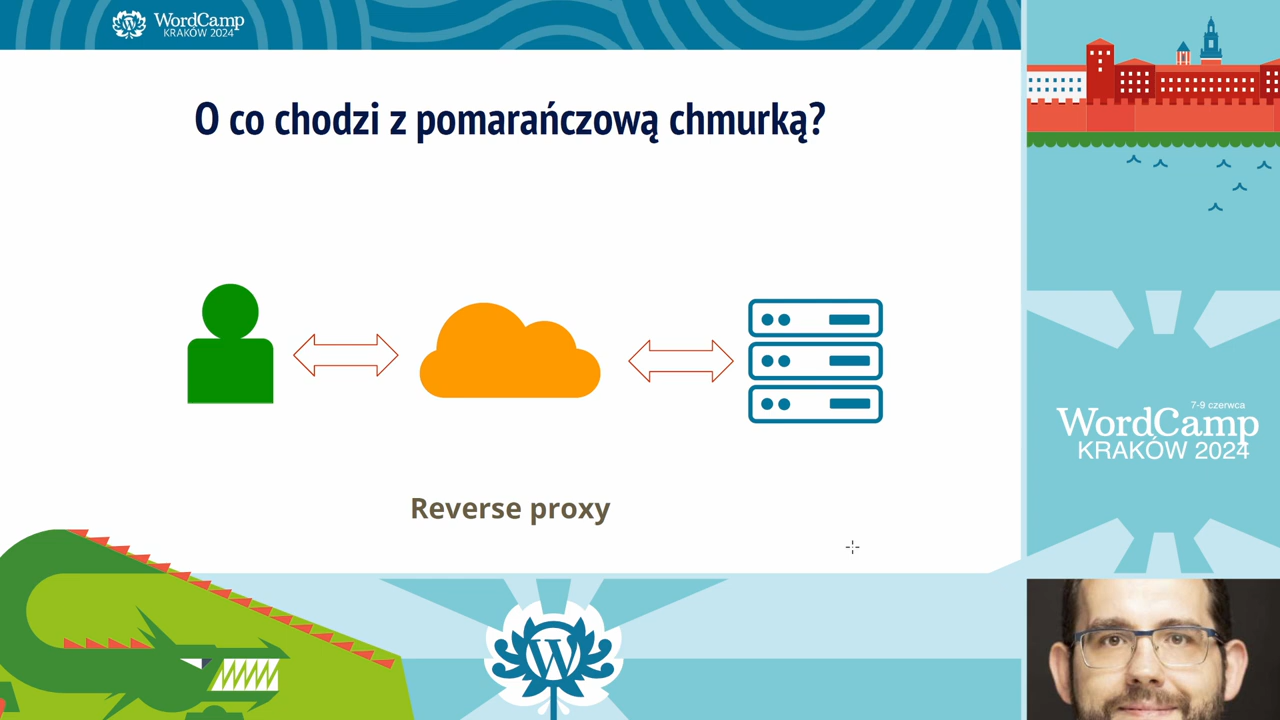 WordCamp
KRAKÓW 2024
O co chodzi z pomarańczową chmurką?
Reverse proxy
7-9 czerwca
WordCamp
KRAKÓW 2024
W